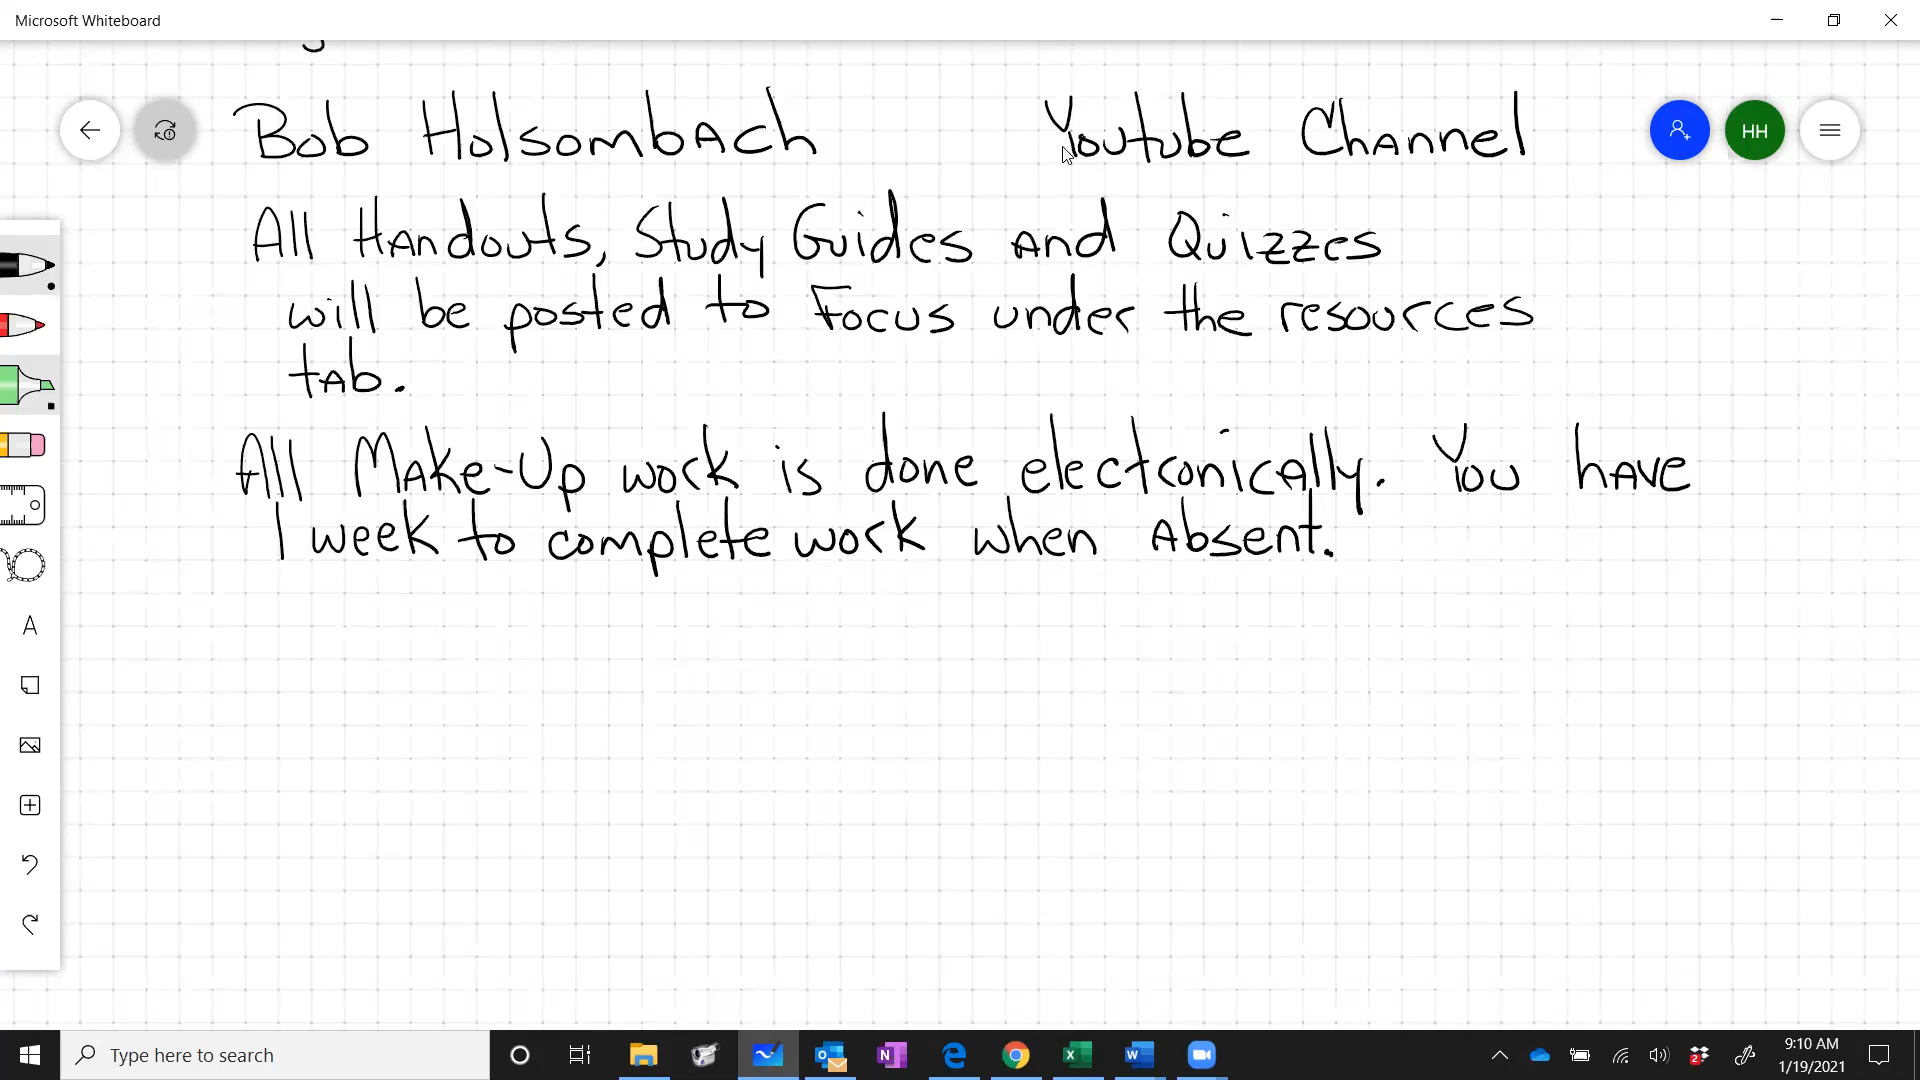 Microsoft Whiteboard
Bob Holsombach Youtube Channel
HH
All Handouts, Study Guides and Quizzes
will be posted to Focus under the resources
tab.
All Make-Up work is done electronically. You have
1 week to complete work when Absent.
Type here to search
9:10 AM
1/19/2021